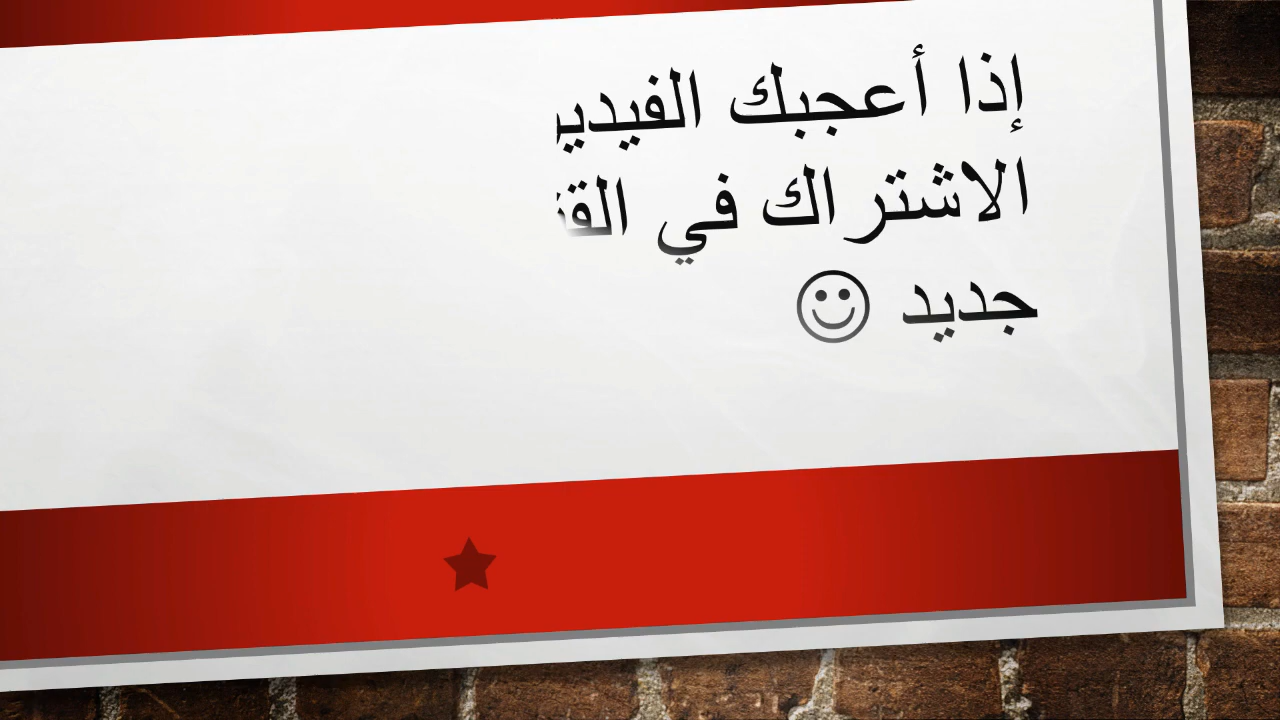 إذا أعجبك
الاشتراك في
جديد ☺